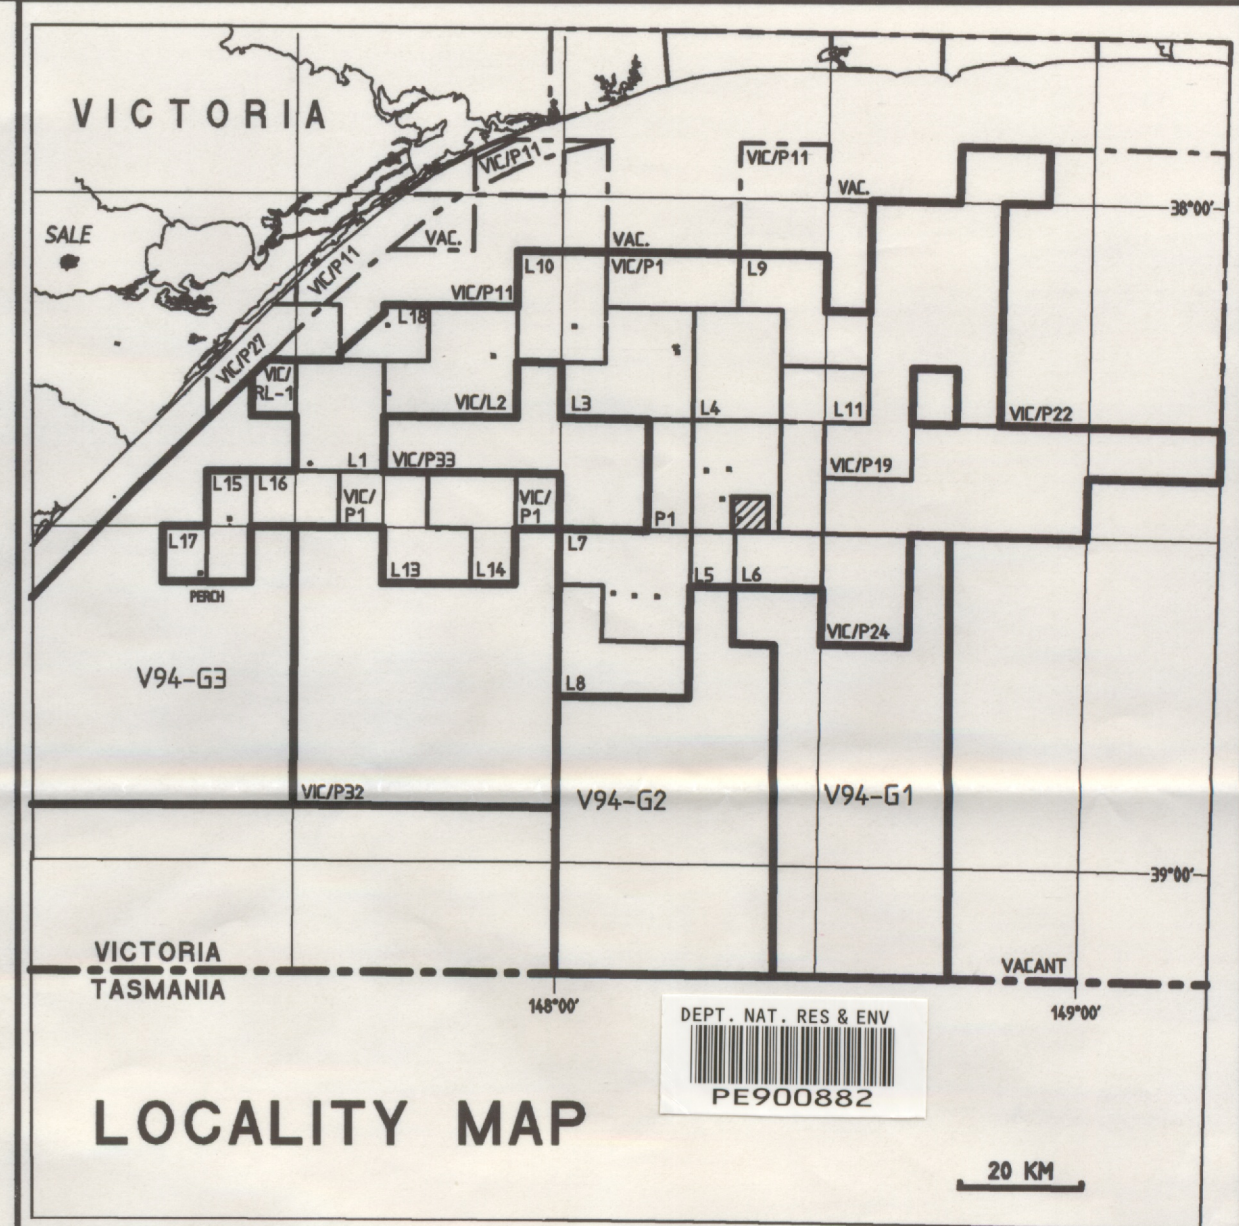 VICTORIA
VIC/P11
VIC/P11
VAC.
38°00'
SALE
VAC.
VAC.
L10
VIC/P1
L9
VIC/P11
VIC/P11
L18
VIC/P27
VIC/
RL-1
VIC/L2
L3
L4
L11
VIC/P22
L1
VIC/P33
VIC/P19
L15
L16
VIC/
P1
VIC/
P1
P1
L17
L7
L13
L14
L5
L6
PERCH
VIC/P24
V94-G3
L8
VIC/P32
V94-G2
V94-G1
39°00'
VICTORIA
TASMANIA
VACANT
148°00'
149°00'
DEPT. NAT. RES & ENV
PE900882
LOCALITY MAP
20 KM